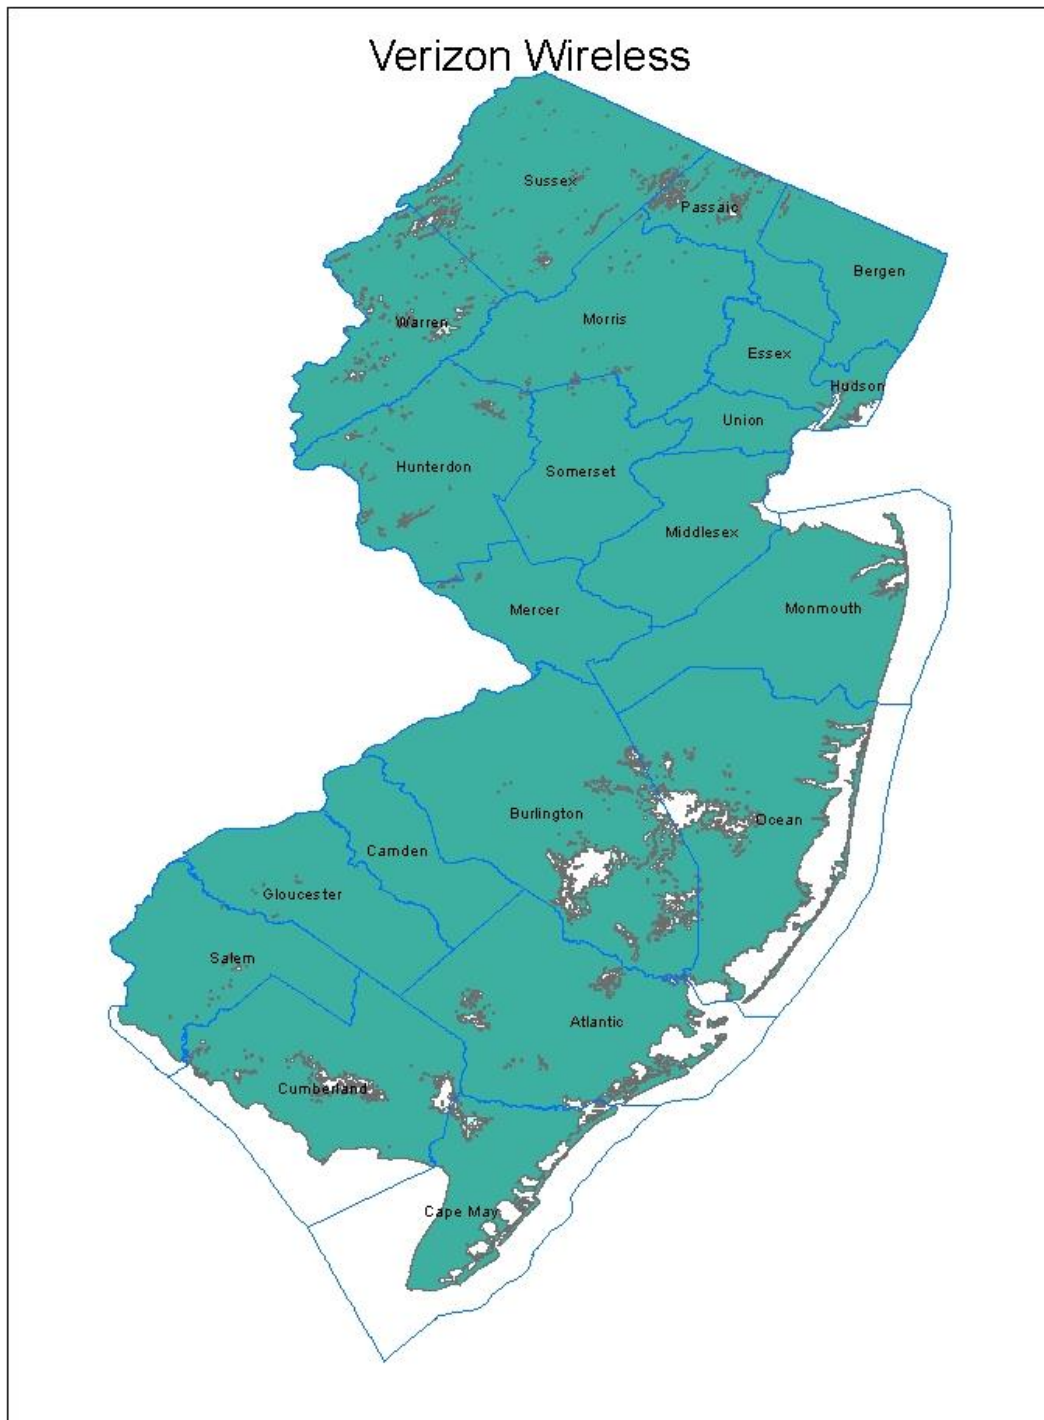 Verizon Wireless
Sussex
Passaic
Bergen
Warren
Morris
Essex
Hudson
Union
Hunterdon
Somerset
Middlesex
Mercer
Monmouth
Burlington
Ocean
Camden
Gloucester
Salem
Atlantic
Cumberland
Cape May